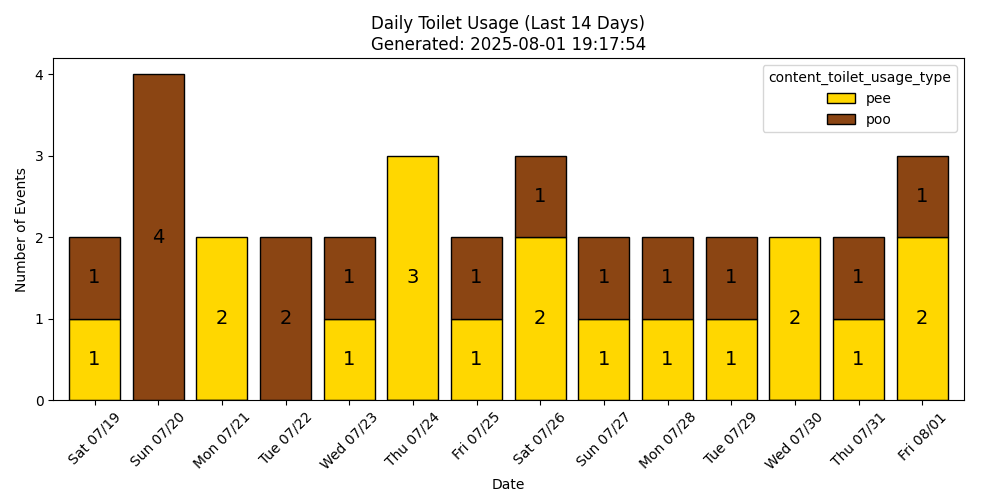 Daily Toilet Usage (Last 14 Days)
Generated: 2025-08-01 19:17:54
content_toilet_usage_type
pee
poo
Number of Events
4
3
2
1
0
1
1
4
2
2
1
1
3
1
1
1
2
1
1
1
1
1
1
2
1
1
1
2
Sat 07/19
Sun 07/20
Mon 07/21
Tue 07/22
Wed 07/23
Thu 07/24
Fri 07/25
Sat 07/26
Sun 07/27
Mon 07/28
Tue 07/29
Wed 07/30
Thu 07/31
Fri 08/01
Date